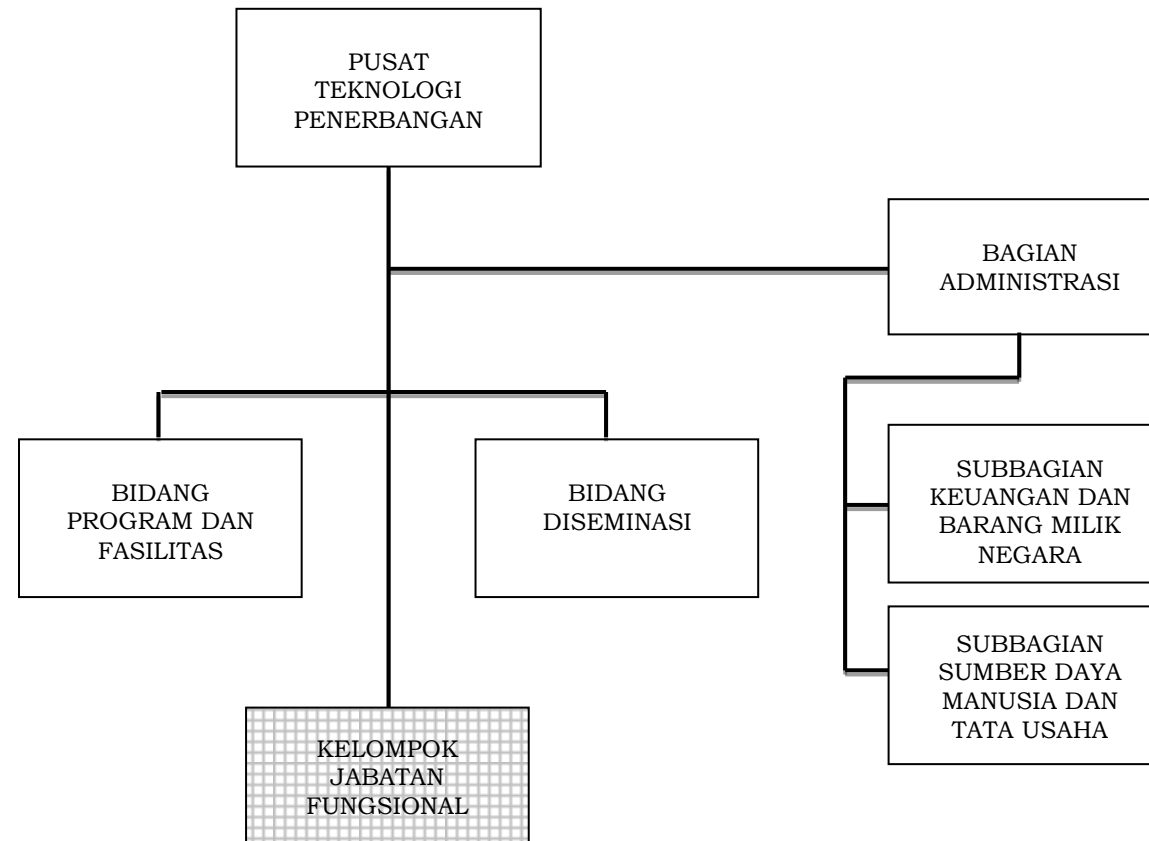 PUSAT
TEKNOLOGI
PENERBANGAN
BAGIAN
ADMINISTRASI
BIDANG
PROGRAM DAN
FASILITAS
BIDANG
DISEMINASI
SUBBAGIAN
KEUANGAN DAN
BARANG MILIK
NEGARA
SUBBAGIAN
SUMBER DAYA
MANUSIA DAN
TATA USAHA
KELOMPOK
JABATAN
FUNGSIONAL